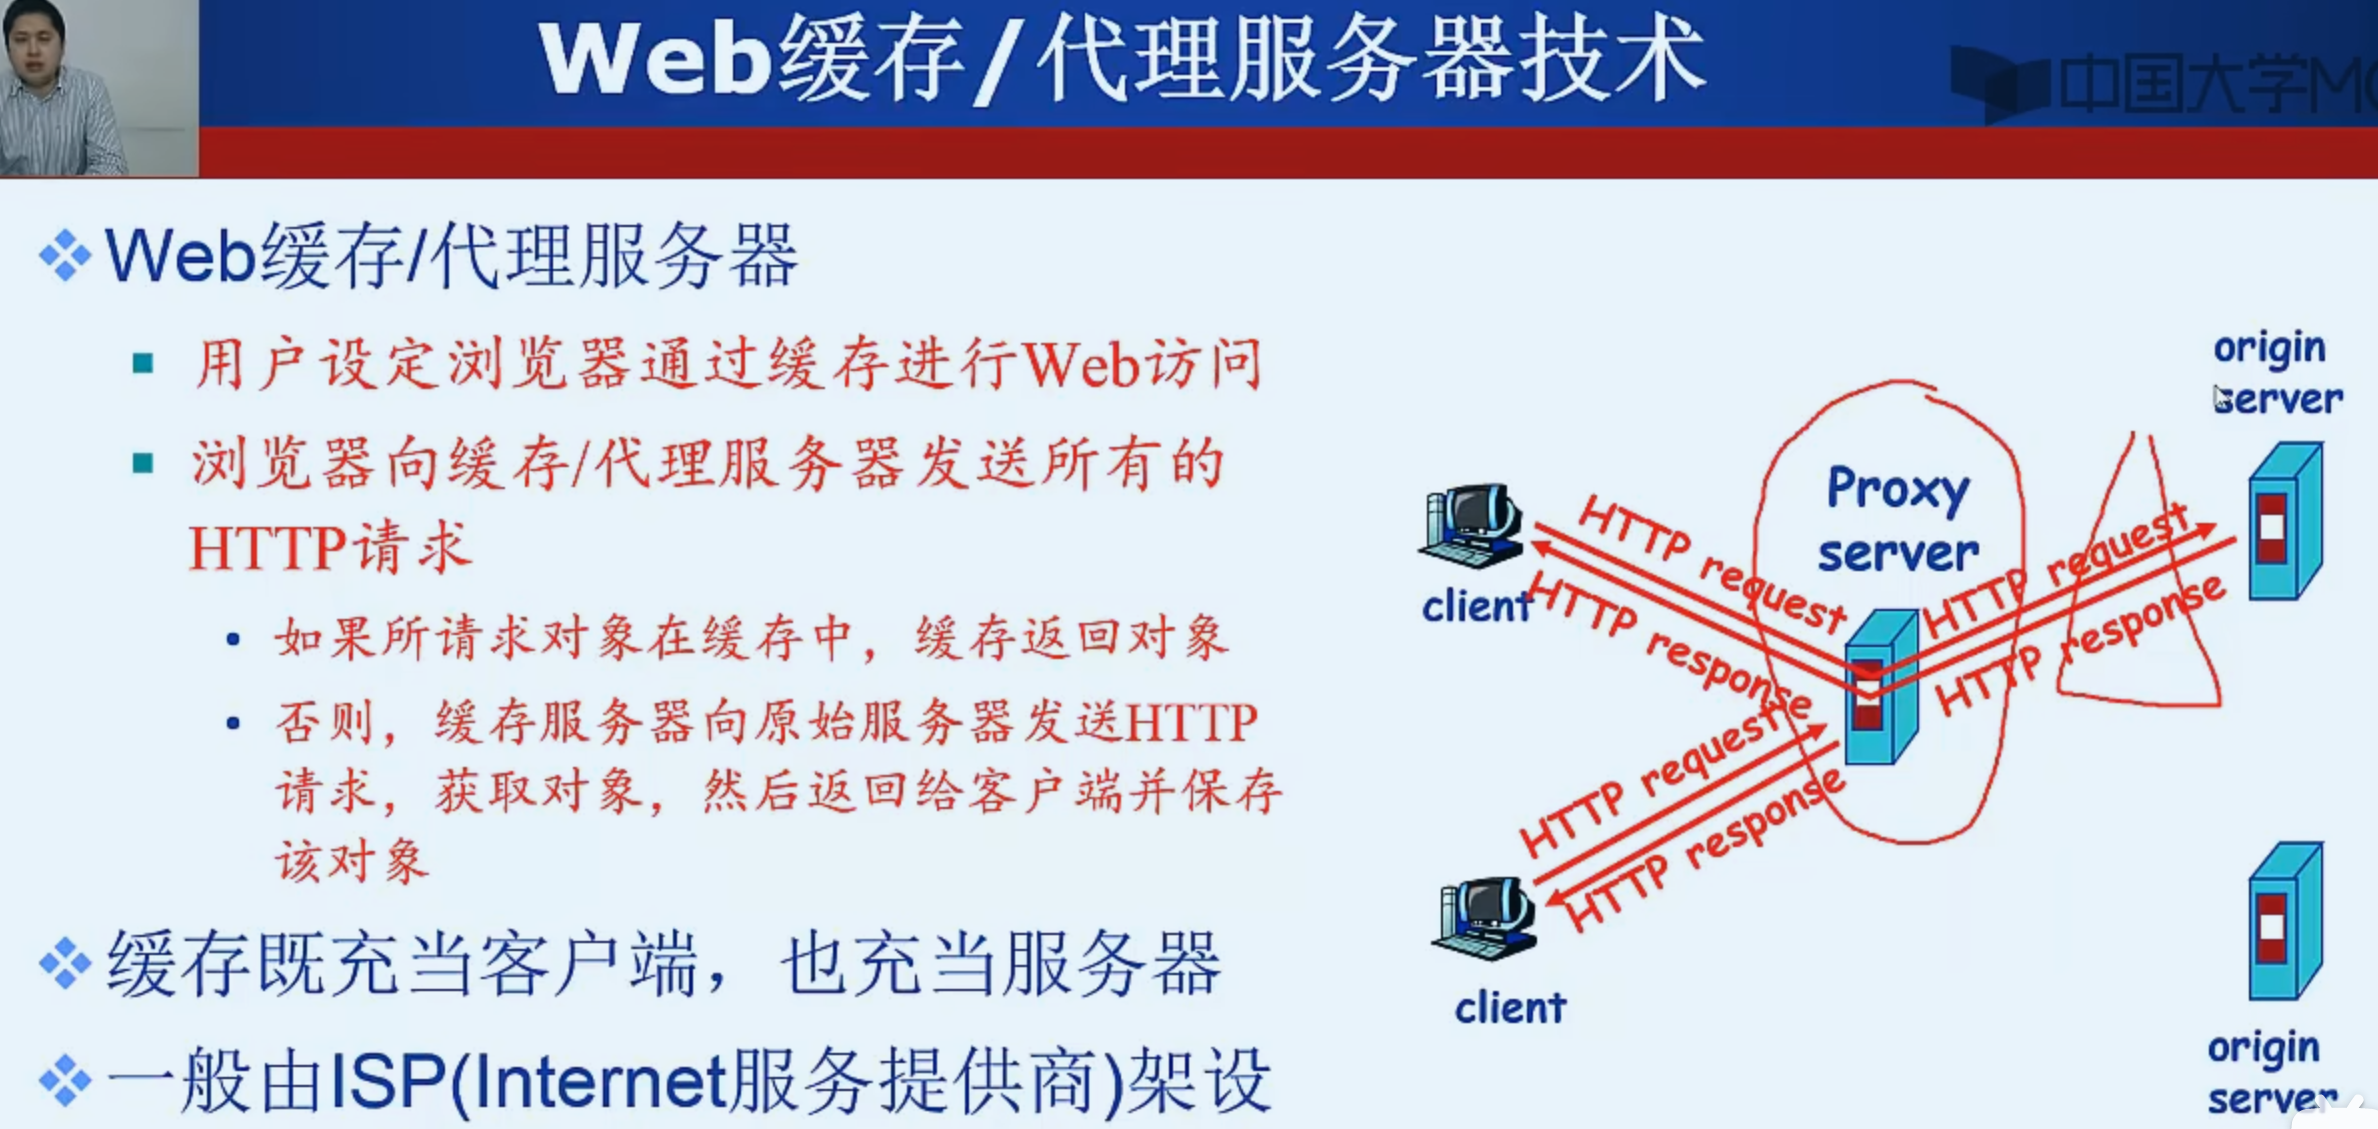 Web缓存/代理服务器技术
中国大学MO
Web缓存/代理服务器
用户设定浏览器通过缓存进行Web访问
浏览器向缓存/代理服务器发送所有的
HTTP请求
如果所请求对象在缓存中，缓存返回对象
否则，缓存服务器向原始服务器发送HTTP
请求，获取对象，然后返回给客户端并保存
该对象
缓存既充当客户端，也充当服务器
一般由ISP(Internet服务提供商)架设
origin
server
Proxy
server
client
HTTP request
HTTP response
HTTP request
HTTP response
HTTP request
HTTP response
client
origin
server